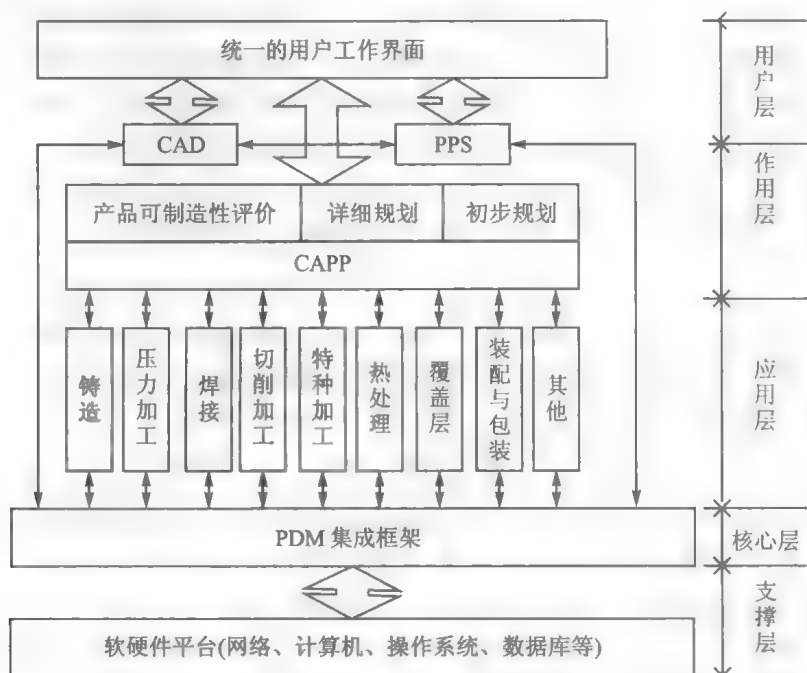 统一的用户工作界面
用户层
CAD
PPS
作用层
产品可制造性评价
详细规划
初步规划
CAPP
铸造
压力加工
焊接
切削加工
特种加工
热处理
覆盖层
装配与包装
其他
应用层
PDM 集成框架
核心层
软硬件平台(网络、计算机、操作系统、数据库等)
支撑层